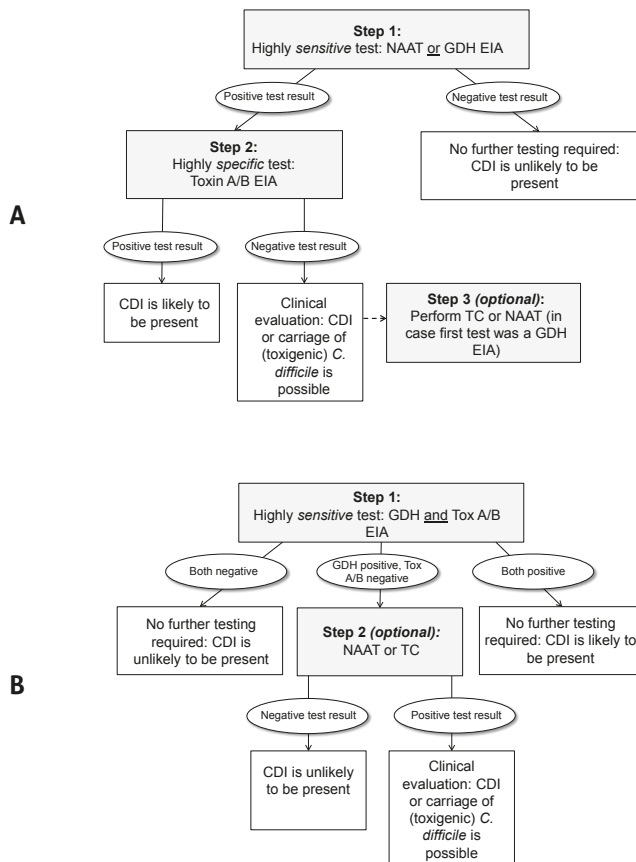 Step 1:
Highly sensitive test: NAAT or GDH EIA
Positive test result
Negative test result
Step 2:
Highly specific test:
Toxin A/B EIA
No further testing required:
CDI is unlikely to be
present
A
Positive test result
Negative test result
CDI is likely to
be present
Clinical
evaluation: CDI
or carriage of
(toxigenic) C.
difficile is
possible
Step 3 (optional):
Perform TC or NAAT (in
case first test was a GDH
EIA)
Step 1:
Highly sensitive test: GDH and Tox A/B
EIA
Both negative
GDH positive, Tox
A/B negative
Both positive
No further testing
required: CDI is
unlikely to be present
Step 2 (optional):
NAAT or TC
No further testing
required: CDI is likely to
be present
B
Negative test result
Positive test result
CDI is unlikely
to be present
Clinical
evaluation: CDI
or carriage of
(toxigenic) C.
difficile is
possible